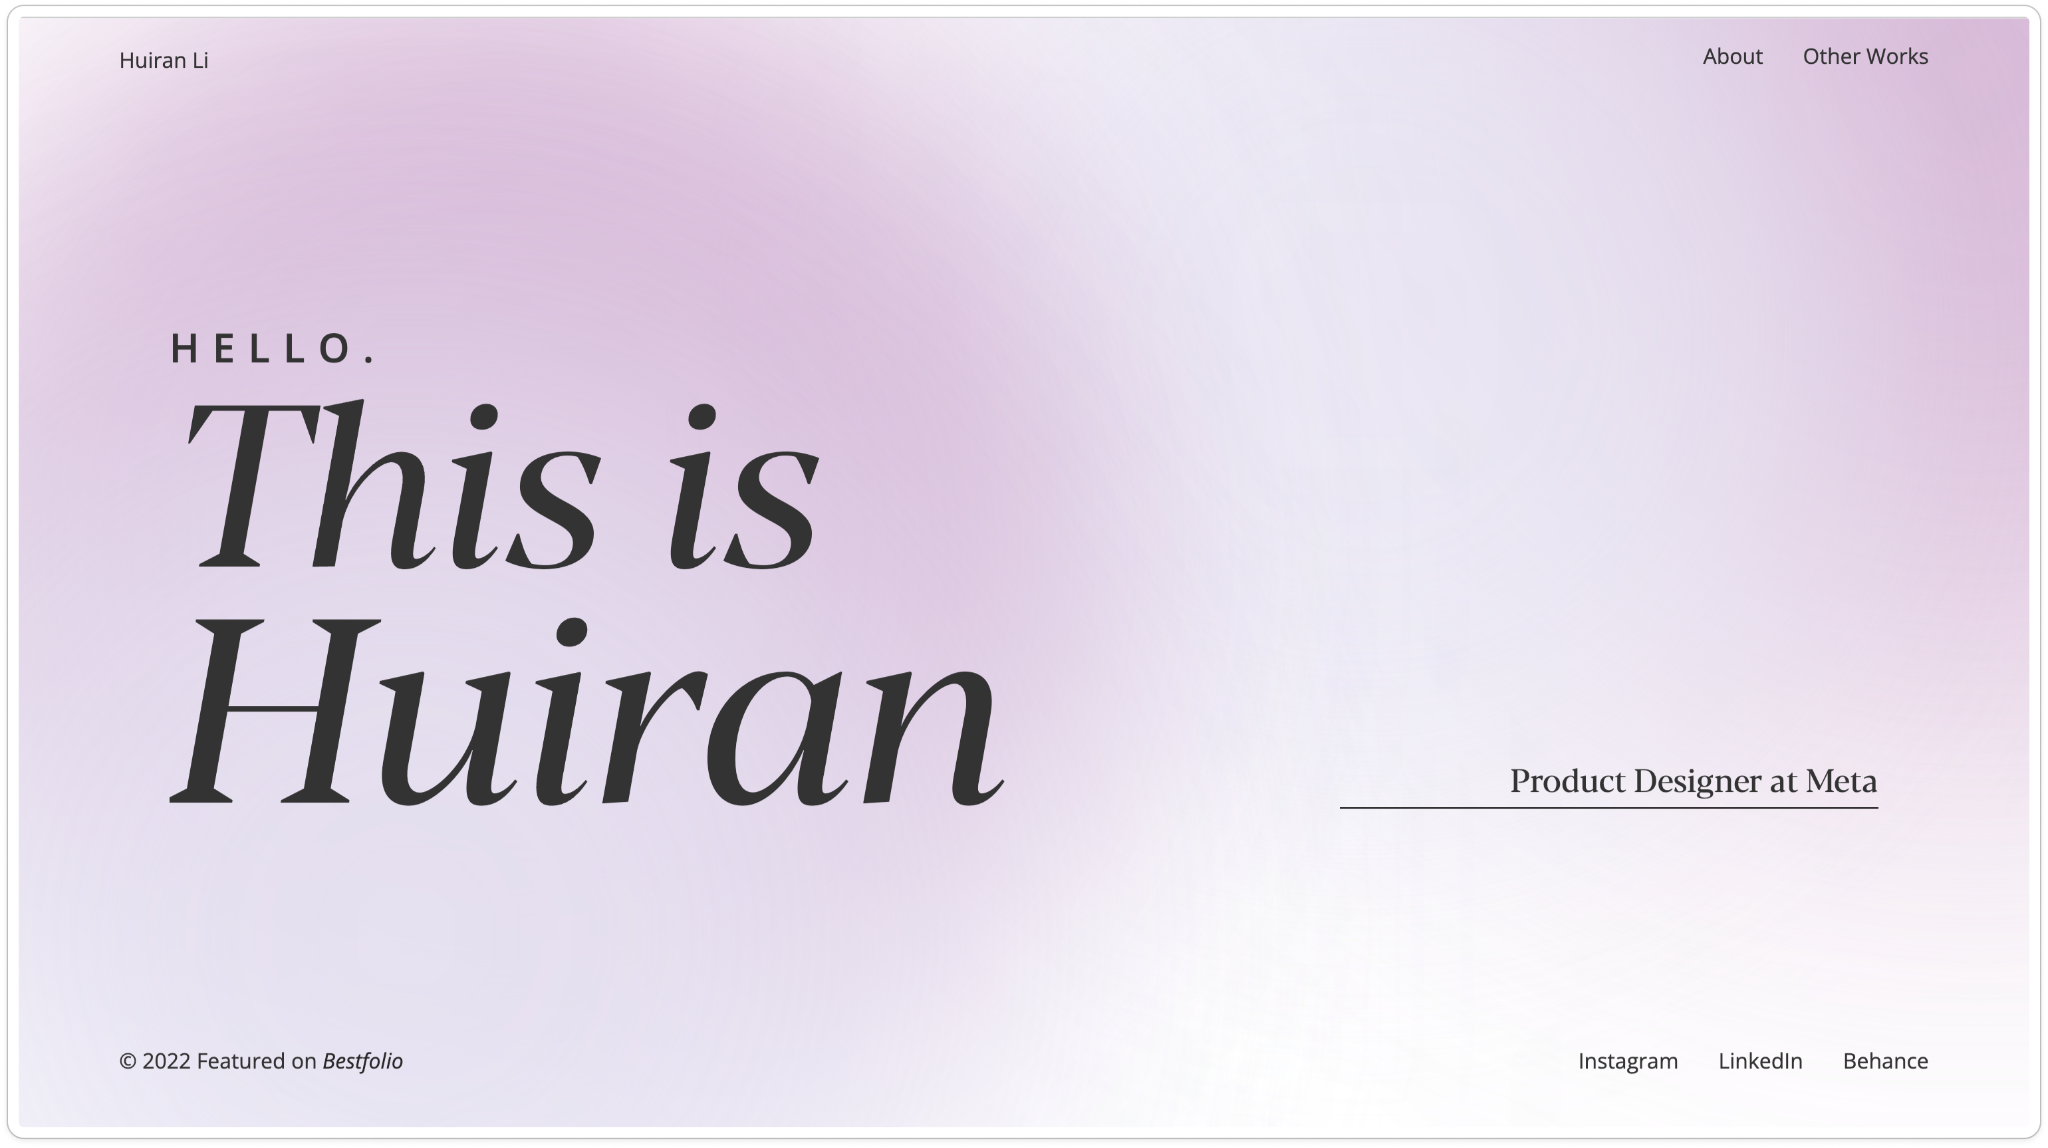 Huiran Li
About
Other Works
HELLO.
This is
Huiran
Product Designer at Meta
© 2022 Featured on Bestfolio
Instagram
LinkedIn
Behance